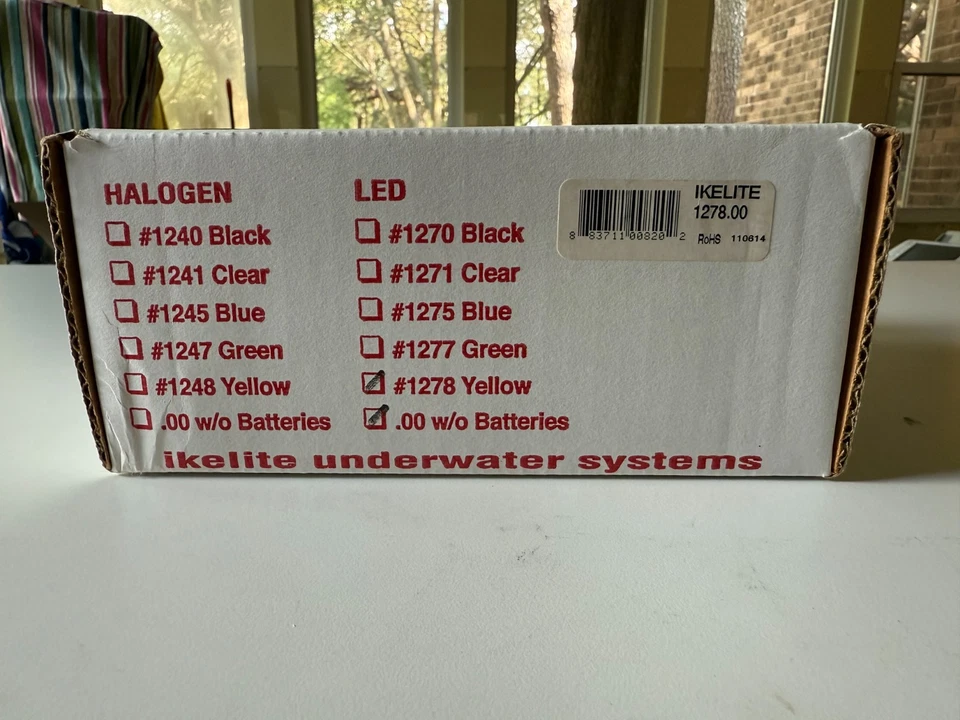 HALOGEN
#1240 Black
#1241 Clear
#1245 Blue
#1247 Green
#1248 Yellow
.00 w/o Batteries
LED
#1270 Black
#1271 Clear
#1275 Blue
#1277 Green
#1278 Yellow
.00 w/o Batteries
IKELITE
1278.00
8 83711 00820 2
RoHS 110614
ikelite underwater systems